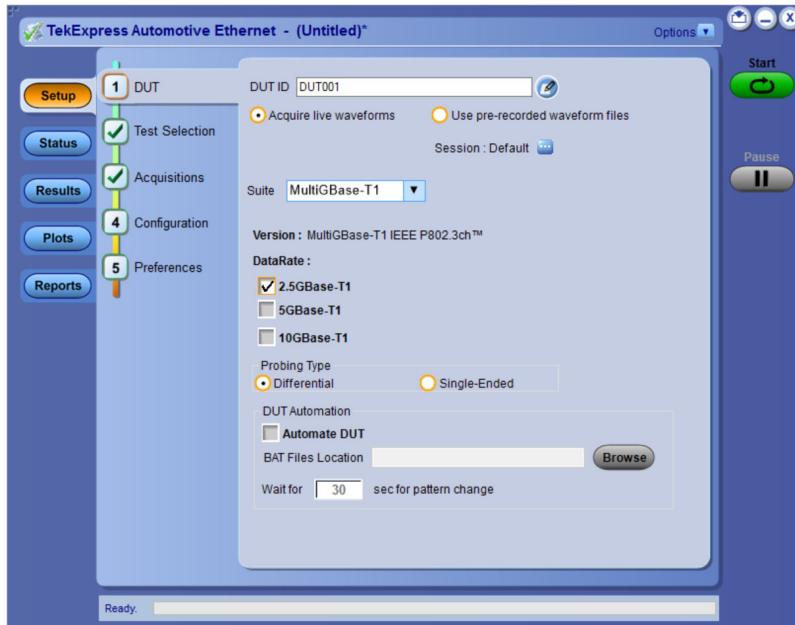 TekExpress Automotive Ethernet - (Untitled)*
Options
Start
Pause
Setup
Status
Results
Plots
Reports
1 DUT
Test Selection
Acquisitions
4 Configuration
5 Preferences
DUT ID DUT001
Acquire live waveforms Use pre-recorded waveform files
Session : Default
Suite MultiGBase-T1
Version : MultiGBase-T1 IEEE P802.3ch™
DataRate :
2.5GBase-T1
5GBase-T1
10GBase-T1
Probing Type
Differential Single-Ended
DUT Automation
Automate DUT
BAT Files Location Browse
Wait for 30 sec for pattern change
Ready.